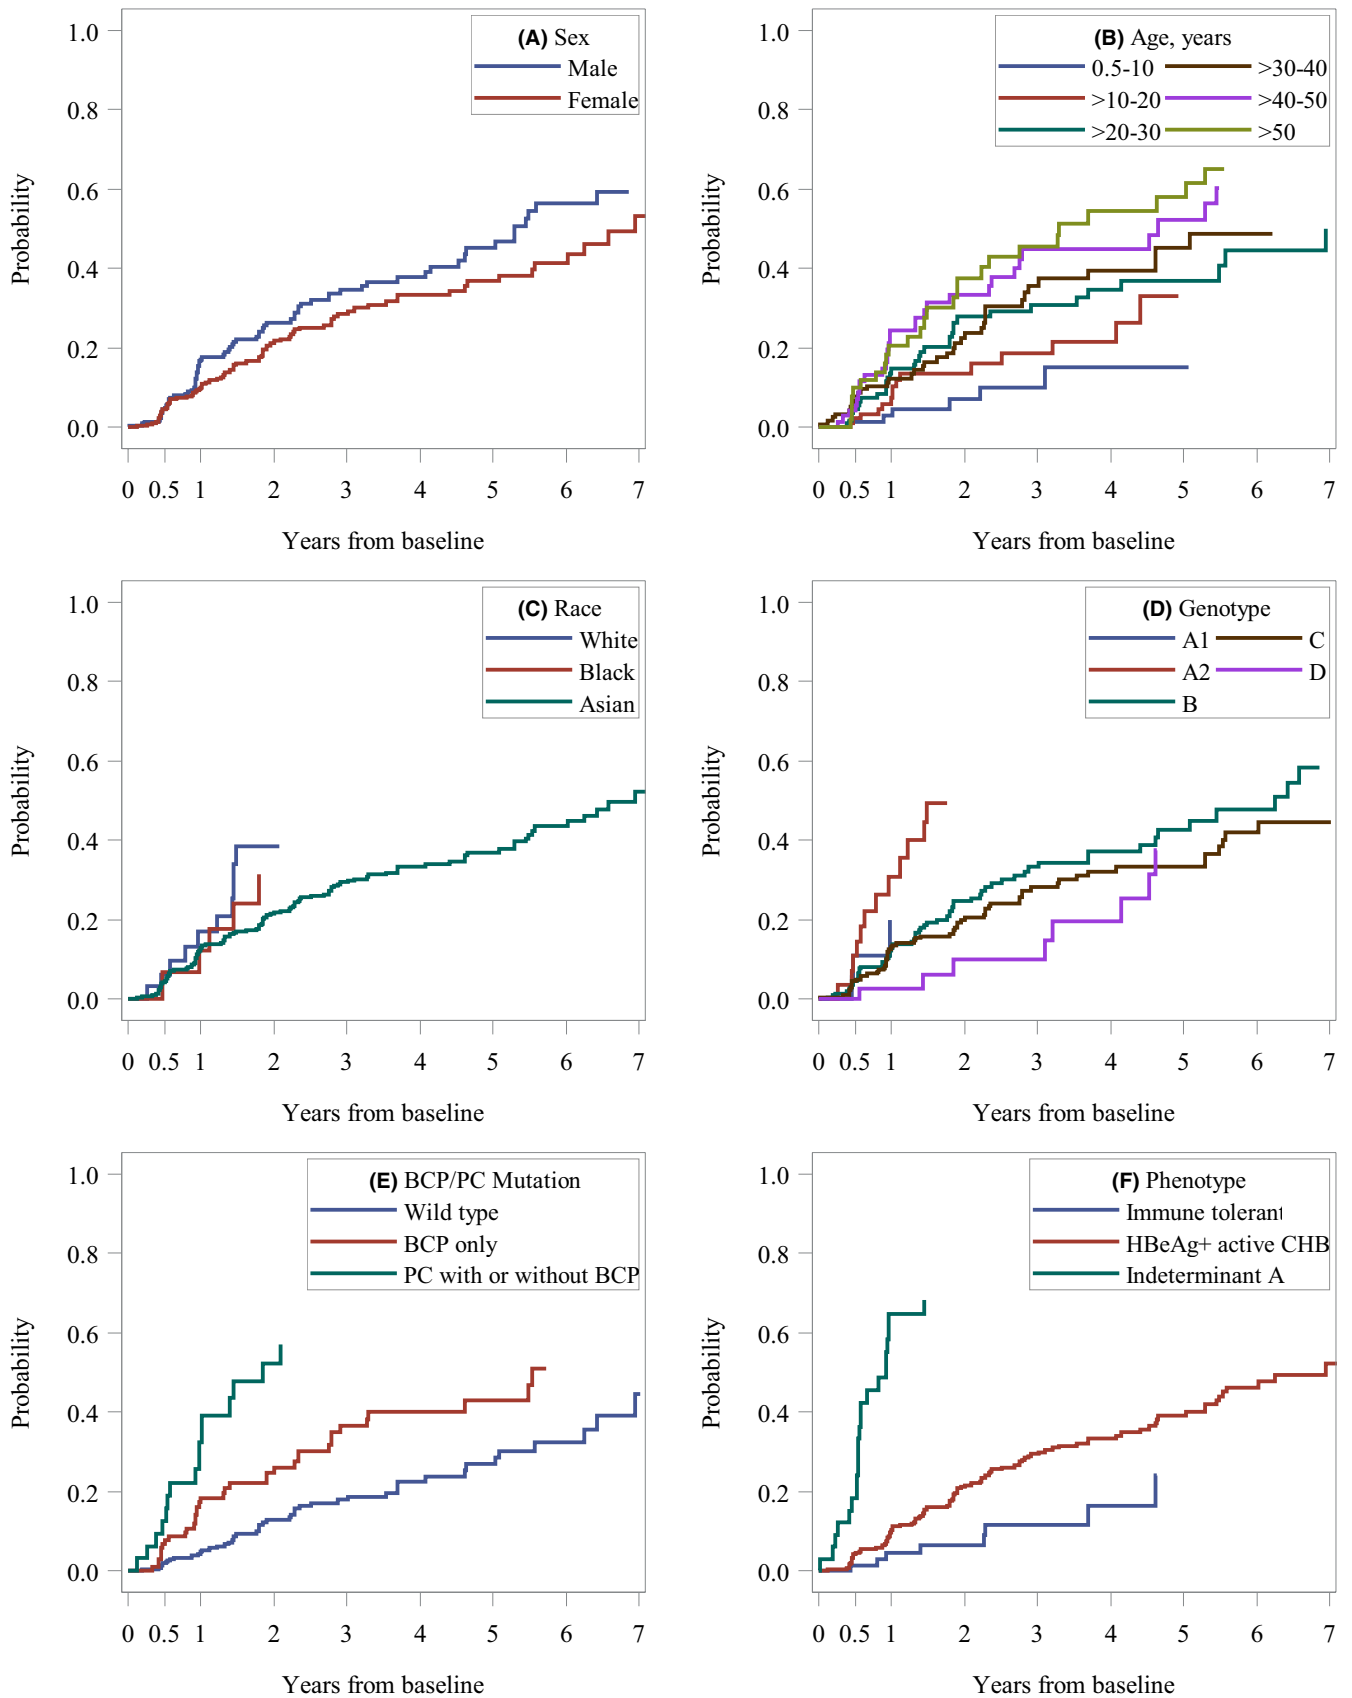 (A) Sex
Male
Female
1.0
0.8
0.6
0.4
0.2
0.0
Probability
0 0.5 1 2 3 4 5 6 7
Years from baseline
(B) Age, years
0.5-10 >30-40
>10-20 >40-50
>20-30 >50
1.0
0.8
0.6
0.4
0.2
0.0
Probability
0 0.5 1 2 3 4 5 6 7
Years from baseline
(C) Race
White
Black
Asian
1.0
0.8
0.6
0.4
0.2
0.0
Probability
0 0.5 1 2 3 4 5 6 7
Years from baseline
(D) Genotype
A1 C
A2 D
B
1.0
0.8
0.6
0.4
0.2
0.0
Probability
0 0.5 1 2 3 4 5 6 7
Years from baseline
(E) BCP/PC Mutation
Wild type
BCP only
PC with or without BCP
1.0
0.8
0.6
0.4
0.2
0.0
Probability
0 0.5 1 2 3 4 5 6 7
Years from baseline
(F) Phenotype
Immune tolerant
HBeAg+ active CHB
Indeterminant A
1.0
0.8
0.6
0.4
0.2
0.0
Probability
0 0.5 1 2 3 4 5 6 7
Years from baseline